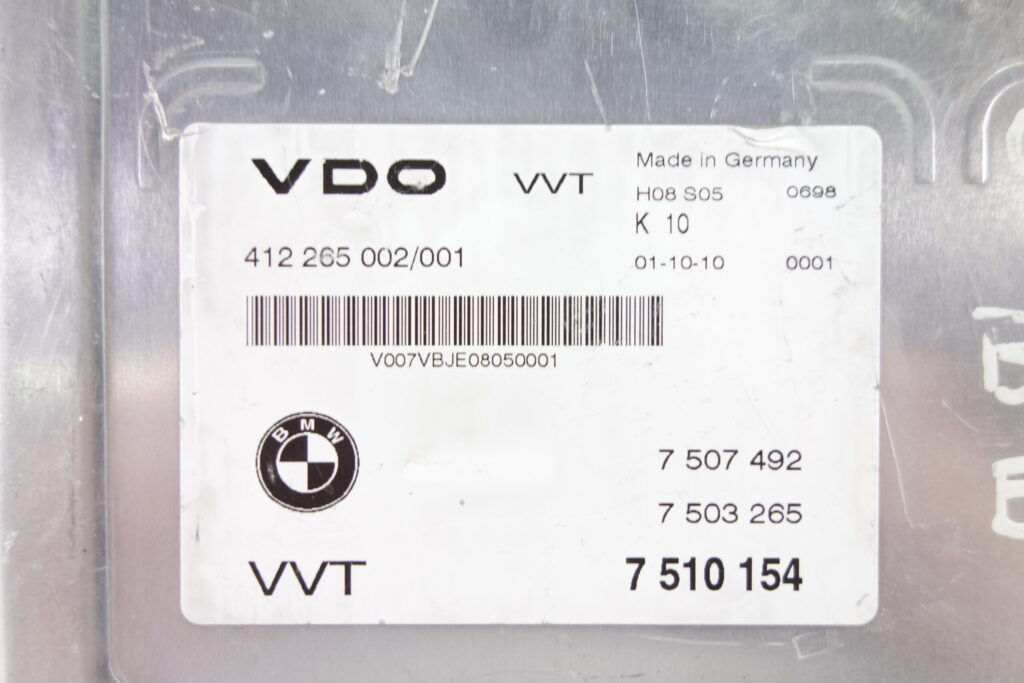 VDO VVT
Made in Germany
H08 S05 0698
K 10
412 265 002/001
01-10-10 0001
V007VBJE08050001
BMW
7 507 492
7 503 265
VVT 7 510 154